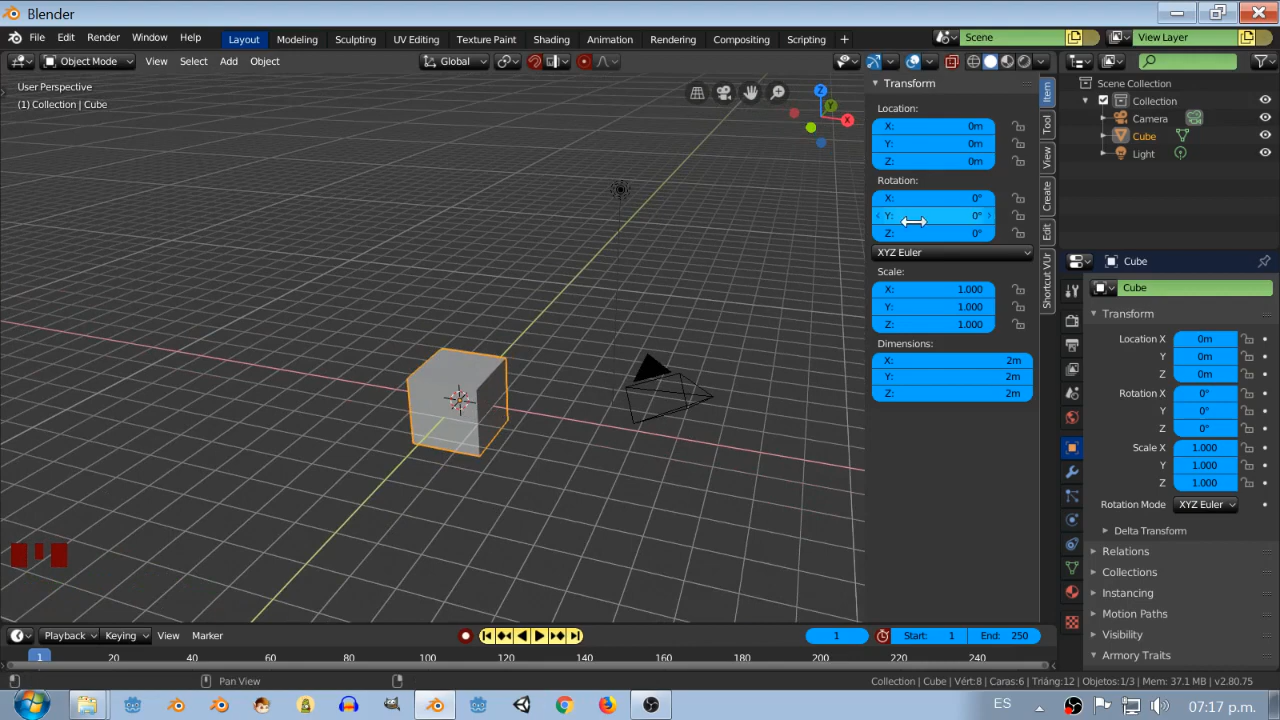 Blender
File Edit Render Window Help Layout Modeling Sculpting UV Editing Texture Paint Shading Animation Rendering Compositing Scripting + Scene View Layer
Object Mode View Select Add Object Global
User Perspective
(1) Collection | Cube
Z
Y
X
Transform
Location:
X: 0m
Y: 0m
Z: 0m
Rotation:
X: 0°
Y: 0°
Z: 0°
XYZ Euler
Scale:
X: 1.000
Y: 1.000
Z: 1.000
Dimensions:
X: 2m
Y: 2m
Z: 2m
Item
Tool
View
Create
Edit
Shortcut VUr
Scene Collection
Collection
Camera
Cube
Light
Cube
Cube
Transform
Location X 0m
Y 0m
Z 0m
Rotation X 0°
Y 0°
Z 0°
Scale X 1.000
Y 1.000
Z 1.000
Rotation Mode XYZ Euler
Delta Transform
Relations
Collections
Instancing
Motion Paths
Visibility
Armory Traits
Playback Keying View Marker 1 Start: 1 End: 250
1 20 40 60 80 100 120 140 160 180 200 220 240
Pan View Collection | Cube | Vért:8 | Caras:6 | Triáng:12 | Objetos:1/3 | Mem: 37.1 MB | v2.80.75
ES 07:17 p.m.